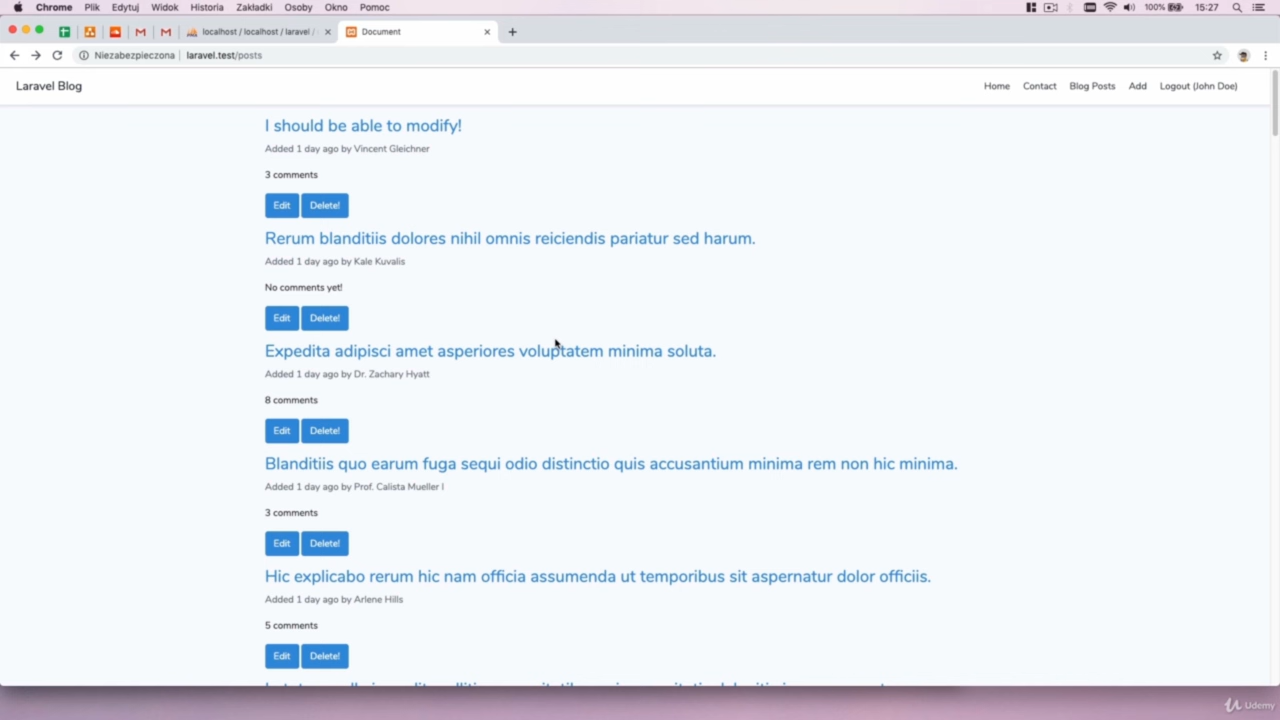 Chrome Plik Edytuj Widok Historia Zakładki Osoby Okno Pomoc 100% 15:27
localhost / localhost / laravel / Document
Niezabezpieczona laravel.test/posts
Laravel Blog Home Contact Blog Posts Add Logout (John Doe)
I should be able to modify!
Added 1 day ago by Vincent Gleichner
3 comments
Edit Delete!
Rerum blanditiis dolores nihil omnis reiciendis pariatur sed harum.
Added 1 day ago by Kale Kuvalis
No comments yet!
Edit Delete!
Expedita adipisci amet asperiores voluptatem minima soluta.
Added 1 day ago by Dr. Zachary Hyatt
8 comments
Edit Delete!
Blanditiis quo earum fuga sequi odio distinctio quis accusantium minima rem non hic minima.
Added 1 day ago by Prof. Calista Mueller I
3 comments
Edit Delete!
Hic explicabo rerum hic nam officia assumenda ut temporibus sit aspernatur dolor officiis.
Added 1 day ago by Arlene Hills
5 comments
Edit Delete!
Udemy